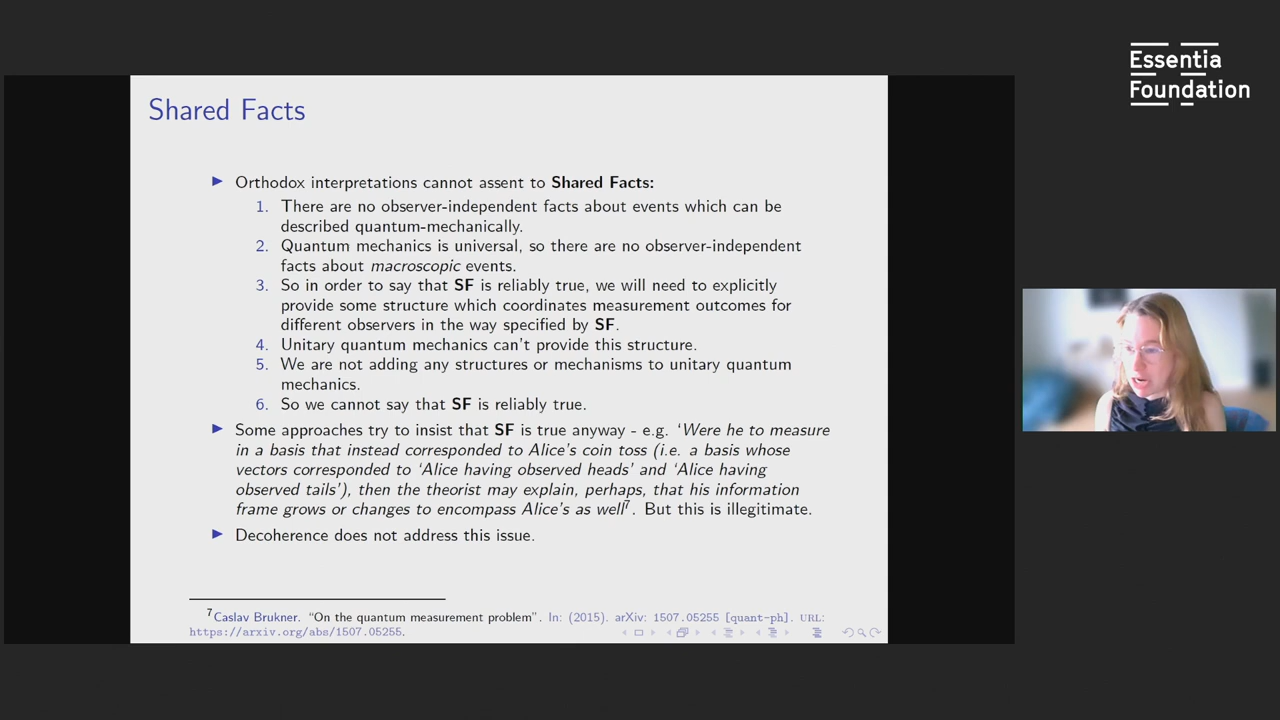 Essentia
Foundation
Shared Facts
▶ Orthodox interpretations cannot assent to Shared Facts:
1. There are no observer-independent facts about events which can be
described quantum-mechanically.
2. Quantum mechanics is universal, so there are no observer-independent
facts about macroscopic events.
3. So in order to say that SF is reliably true, we will need to explicitly
provide some structure which coordinates measurement outcomes for
different observers in the way specified by SF.
4. Unitary quantum mechanics can't provide this structure.
5. We are not adding any structures or mechanisms to unitary quantum
mechanics.
6. So we cannot say that SF is reliably true.
▶ Some approaches try to insist that SF is true anyway - e.g. 'Were he to measure
in a basis that instead corresponded to Alice's coin toss (i.e. a basis whose
vectors corresponded to 'Alice having observed heads' and 'Alice having
observed tails'), then the theorist may explain, perhaps, that his information
frame grows or changes to encompass Alice's as well⁷. But this is illegitimate.
▶ Decoherence does not address this issue.
⁷Caslav Brukner. "On the quantum measurement problem". In: (2015). arXiv: 1507.05255 [quant-ph]. URL:
https://arxiv.org/abs/1507.05255.